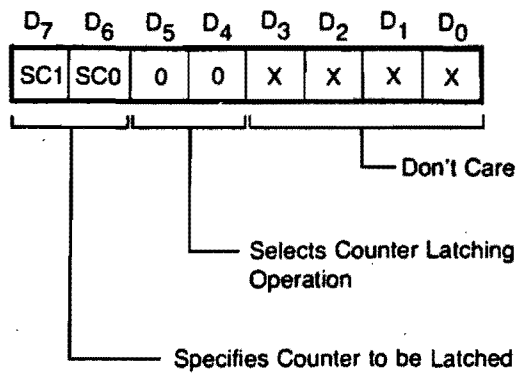 D7 D6 D5 D4 D3 D2 D1 D0
SC1 SC0 0 0 X X X X
Don't Care
Selects Counter Latching
Operation
Specifies Counter to be Latched